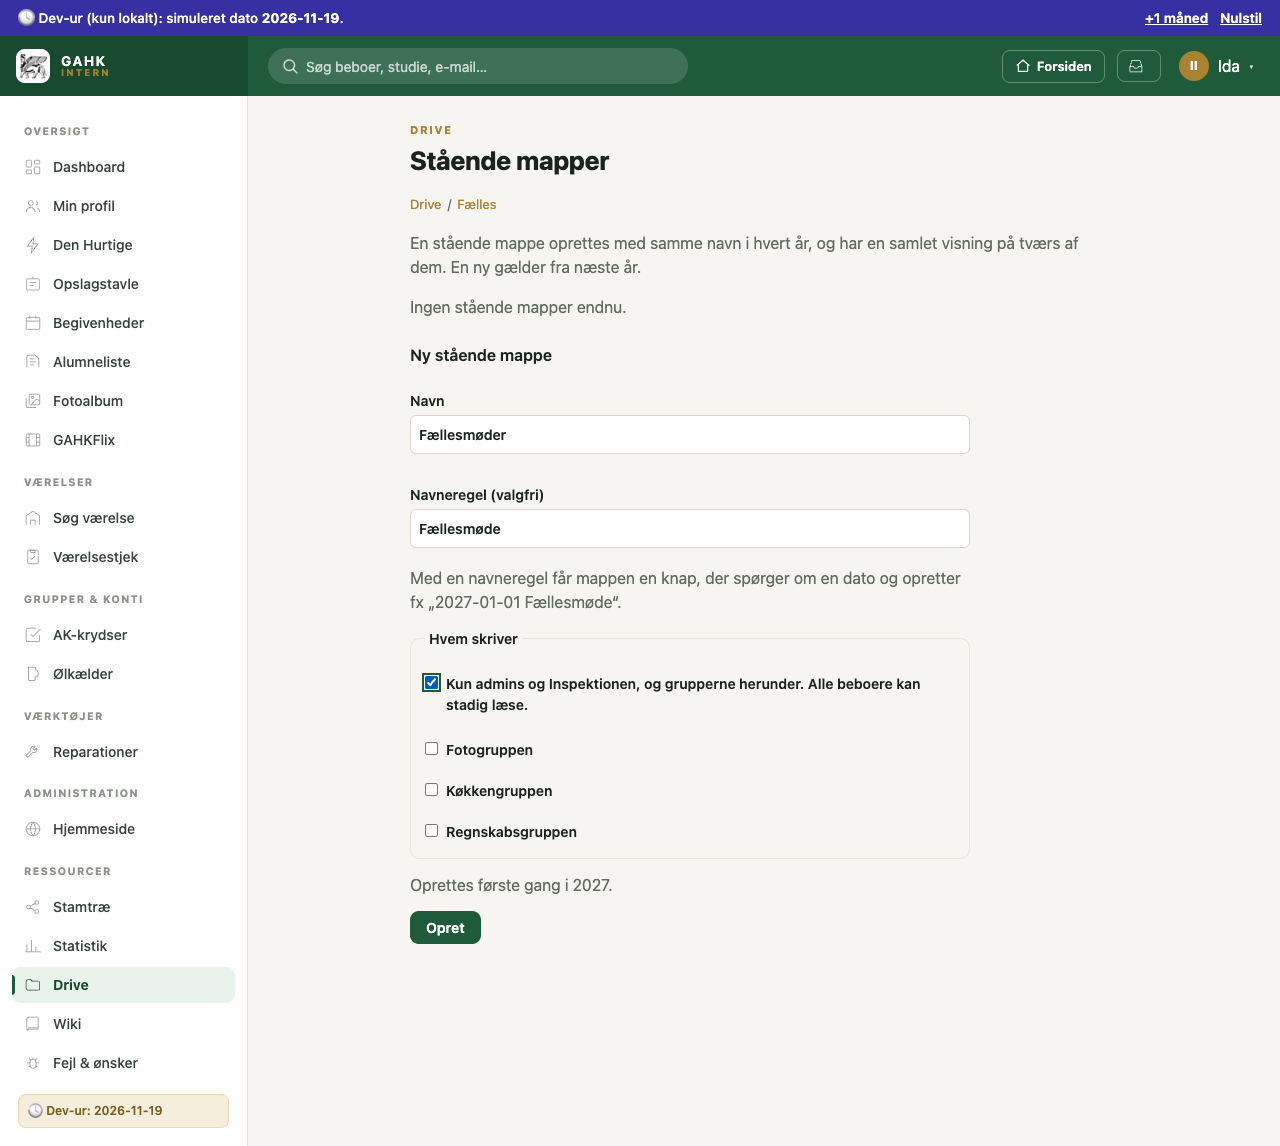 Dev-ur (kun lokalt): simuleret dato 2026-11-19.
+1 måned Nulstil
GAHK
INTERN
Søg beboer, studie, e-mail...
Forsiden
II
Ida
OVERSIGT
Dashboard
Min profil
Den Hurtige
Opslagstavle
Begivenheder
Alumneliste
Fotoalbum
GAHKFlix
VÆRELSER
Søg værelse
Værelsestjek
GRUPPER & KONTI
AK-krydser
Ølkælder
VÆRKTØJER
Reparationer
ADMINISTRATION
Hjemmeside
RESSOURCER
Stamtræ
Statistik
Drive
Wiki
Fejl & ønsker
Dev-ur: 2026-11-19
DRIVE
Stående mapper
Drive / Fælles
En stående mappe oprettes med samme navn i hvert år, og har en samlet visning på tværs af
dem. En ny gælder fra næste år.
Ingen stående mapper endnu.
Ny stående mappe
Navn
Fællesmøder
Navneregel (valgfri)
Fællesmøde
Med en navneregel får mappen en knap, der spørger om en dato og opretter
fx „2027-01-01 Fællesmøde“.
Hvem skriver
Kun admins og Inspektionen, og grupperne herunder. Alle beboere kan
stadig læse.
Fotogruppen
Køkkengruppen
Regnskabsgruppen
Oprettes første gang i 2027.
Opret